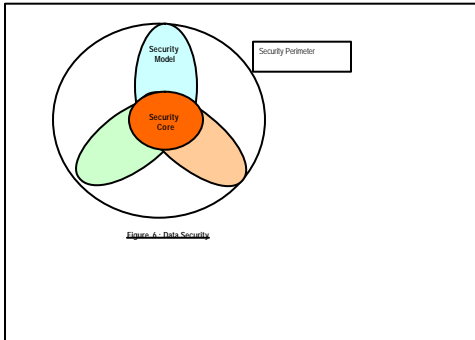 Security
Model
Security Perimeter
Security
Core
Figure 6 : Data Security